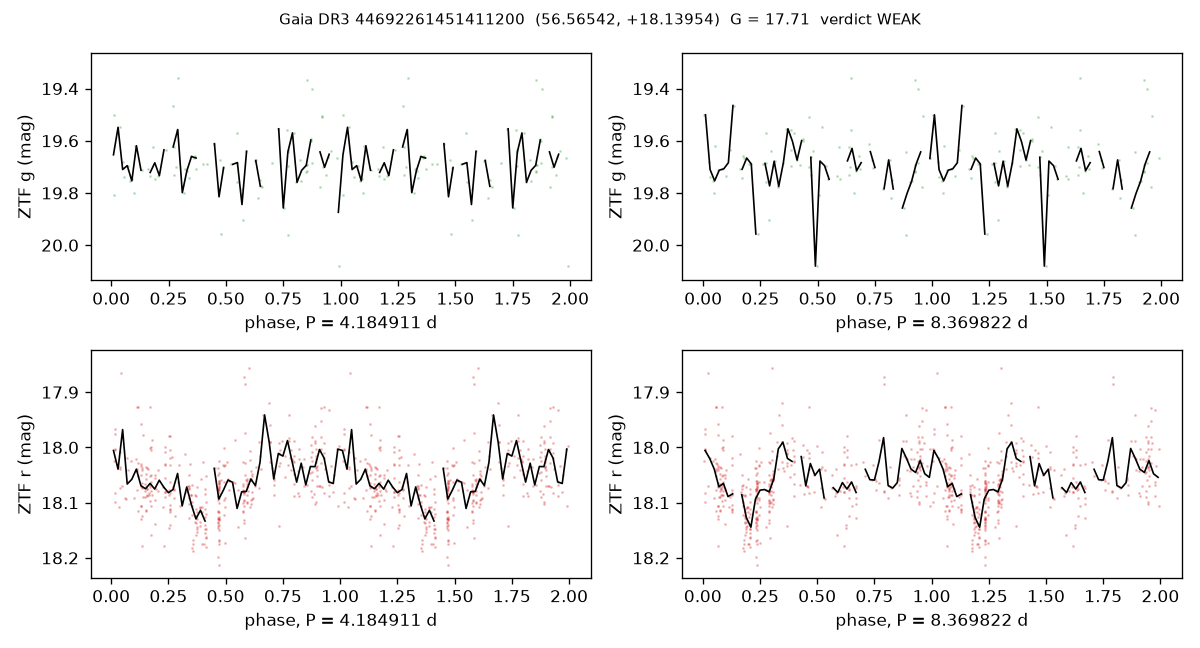 Gaia DR3 44692261451411200  (56.56542, +18.13954)  G = 17.71  verdict WEAK
ZTF g (mag)
19.4
19.6
19.8
20.0
0.00 0.25 0.50 0.75 1.00 1.25 1.50 1.75 2.00
phase, P = 4.184911 d
ZTF g (mag)
19.4
19.6
19.8
20.0
0.00 0.25 0.50 0.75 1.00 1.25 1.50 1.75 2.00
phase, P = 8.369822 d
ZTF r (mag)
17.9
18.0
18.1
18.2
0.00 0.25 0.50 0.75 1.00 1.25 1.50 1.75 2.00
phase, P = 4.184911 d
ZTF r (mag)
17.9
18.0
18.1
18.2
0.00 0.25 0.50 0.75 1.00 1.25 1.50 1.75 2.00
phase, P = 8.369822 d